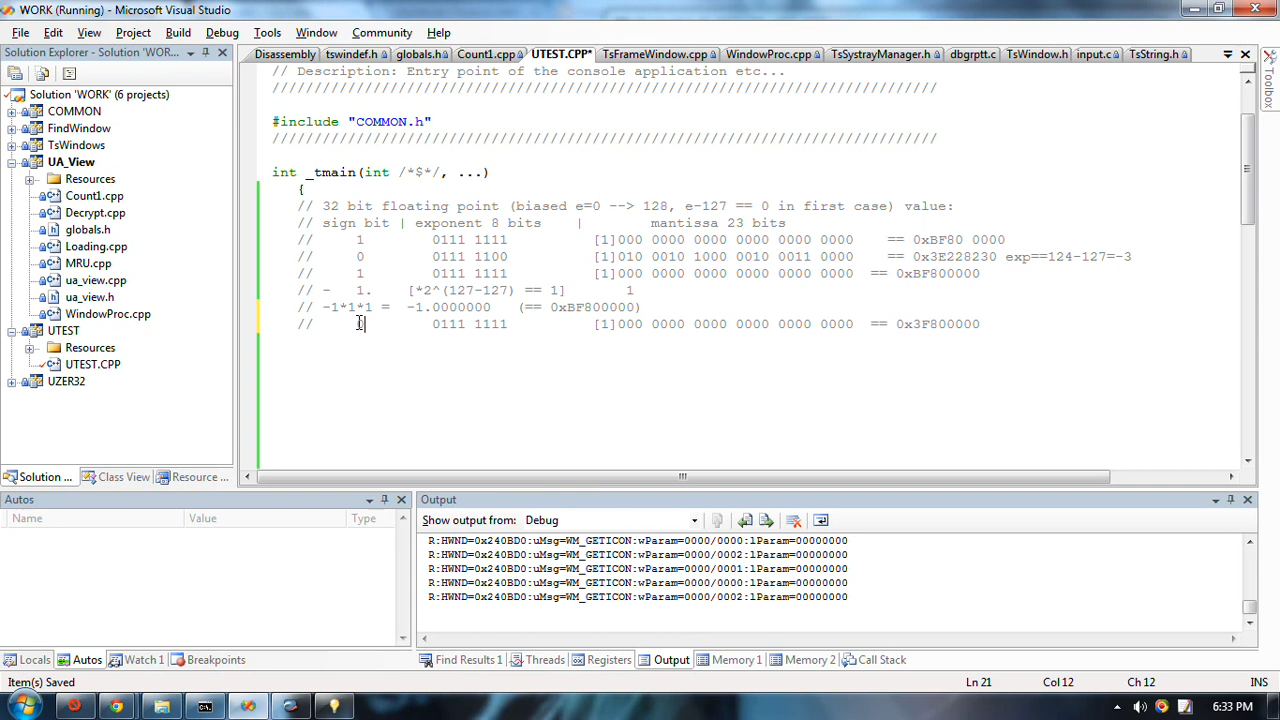 WORK (Running) - Microsoft Visual Studio
File Edit View Project Build Debug Tools Window Community Help
Solution Explorer - Solution 'WOR...
Disassembly tswindef.h globals.h Count1.cpp UTEST.CPP* TsFrameWindow.cpp WindowProc.cpp TsSystrayManager.h dbgrptt.c TsWindow.h input.c TsString.h
Toolbox
Solution 'WORK' (6 projects)
COMMON
FindWindow
TsWindows
UA_View
Resources
Count1.cpp
Decrypt.cpp
globals.h
Loading.cpp
MRU.cpp
ua_view.cpp
ua_view.h
WindowProc.cpp
UTEST
Resources
UTEST.CPP
UZER32
Solution ... Class View Resource ...
// Description: Entry point of the console application etc...
////////////////////////////////////////////////////////////////////////////////
#include "COMMON.h"
////////////////////////////////////////////////////////////////////////////////
int _tmain(int /*$*/, ...)
{
// 32 bit floating point (biased e=0 --> 128, e-127 == 0 in first case) value:
// sign bit | exponent 8 bits | mantissa 23 bits
// 1 0111 1111 [1]000 0000 0000 0000 0000 0000 == 0xBF80 0000
// 0 0111 1100 [1]010 0010 1000 0010 0011 0000 == 0x3E228230 exp==124-127=-3
// 1 0111 1111 [1]000 0000 0000 0000 0000 0000 == 0xBF800000
// - 1. [*2^(127-127) == 1] 1
// -1*1*1 = -1.0000000 (== 0xBF800000)
// 0 0111 1111 [1]000 0000 0000 0000 0000 0000 == 0x3F800000
Autos
Name Value Type
Locals Autos Watch 1 Breakpoints
Output
Show output from: Debug
R:HWND=0x240BD0:uMsg=WM_GETICON:wParam=0000/0000:lParam=00000000
R:HWND=0x240BD0:uMsg=WM_GETICON:wParam=0000/0002:lParam=00000000
R:HWND=0x240BD0:uMsg=WM_GETICON:wParam=0000/0001:lParam=00000000
R:HWND=0x240BD0:uMsg=WM_GETICON:wParam=0000/0000:lParam=00000000
R:HWND=0x240BD0:uMsg=WM_GETICON:wParam=0000/0002:lParam=00000000
Find Results 1 Threads Registers Output Memory 1 Memory 2 Call Stack
Item(s) Saved Ln 21 Col 12 Ch 12 INS
6:33 PM